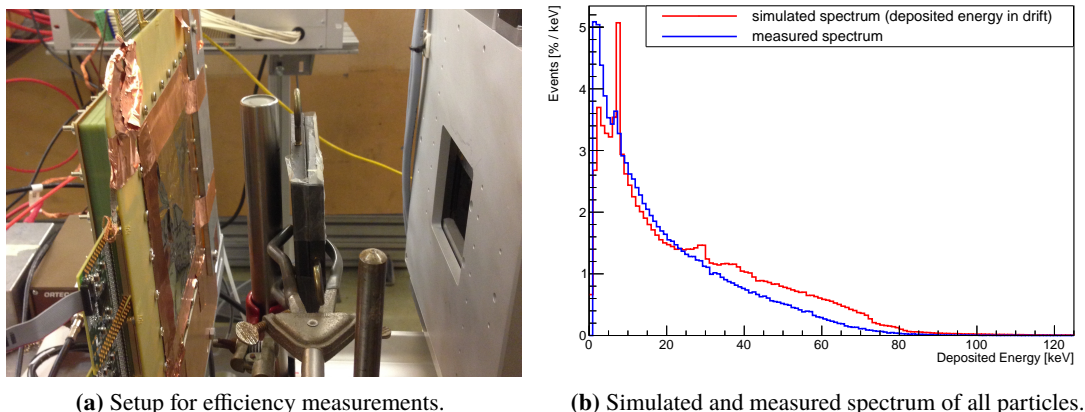 ORTEC
simulated spectrum (deposited energy in drift)
measured spectrum
Events [% / keV]
5
4
3
2
1
0
0 20 40 60 80 100 120
Deposited Energy [keV]
(a) Setup for efficiency measurements.
(b) Simulated and measured spectrum of all particles.